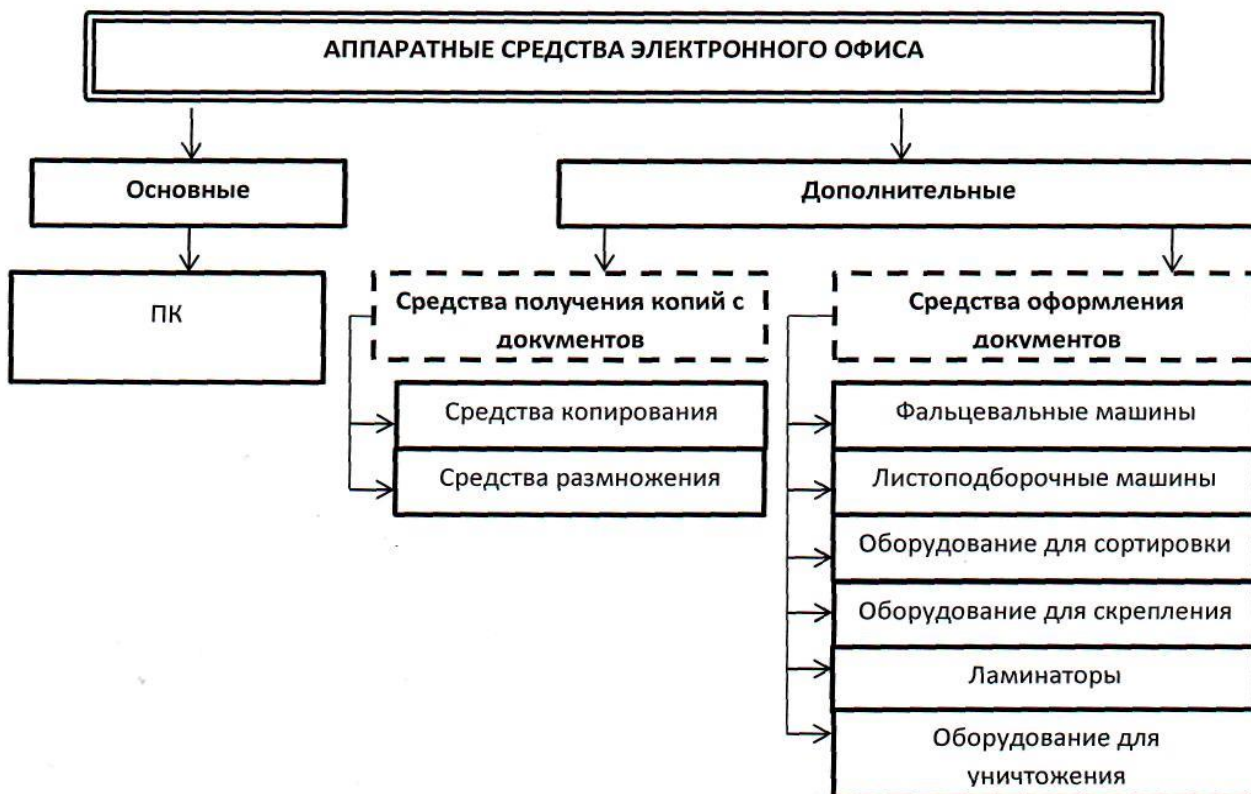 АППАРАТНЫЕ СРЕДСТВА ЭЛЕКТРОННОГО ОФИСА
Основные
Дополнительные
ПК
Средства получения копий с
документов
Средства оформления
документов
Средства копирования
Средства размножения
Фальцевальные машины
Листоподборочные машины
Оборудование для сортировки
Оборудование для скрепления
Ламинаторы
Оборудование для
уничтожения